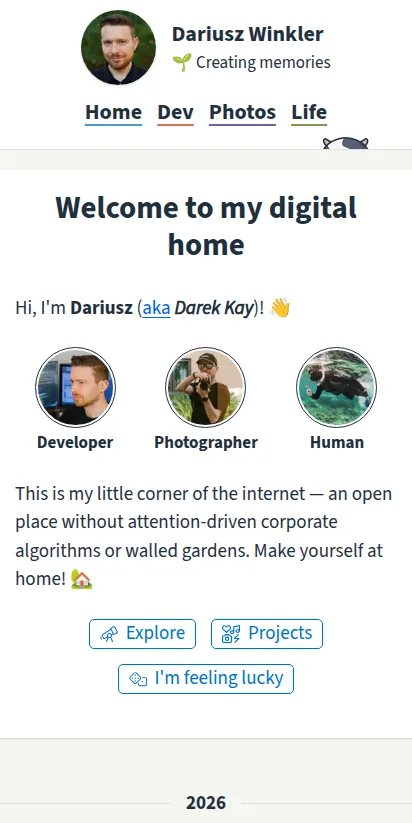 Dariusz Winkler
🌱 Creating memories
Home Dev Photos Life
Welcome to my digital
home
Hi, I'm Dariusz (aka Darek Kay)! 👋
Developer Photographer Human
This is my little corner of the internet — an open
place without attention-driven corporate
algorithms or walled gardens. Make yourself at
home! 🏡
Explore Projects
I'm feeling lucky
2026